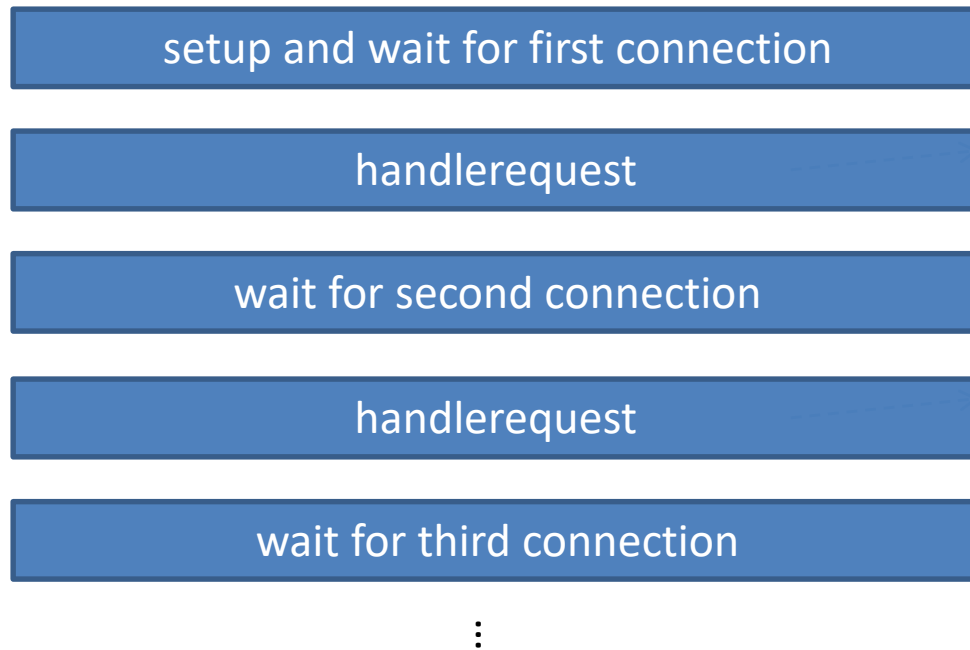 setup and wait for first connection
handlerequest
wait for second connection
handlerequest
wait for third connection
⋮